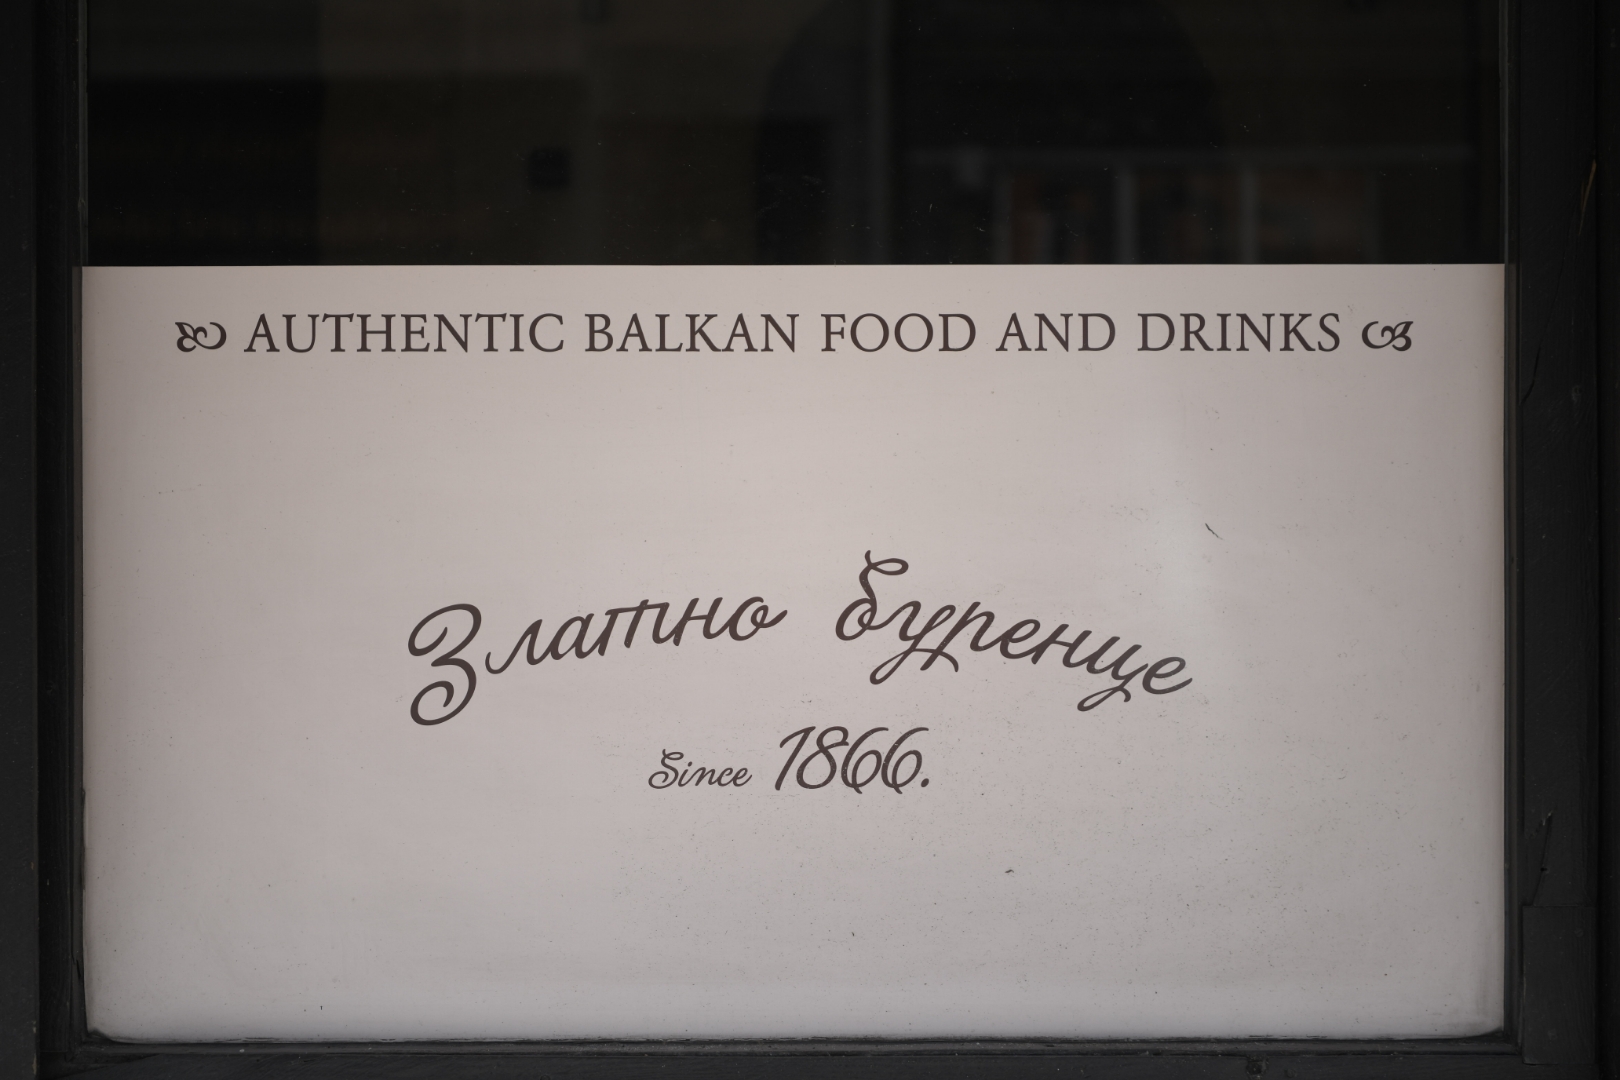 AUTHENTIC BALKAN FOOD AND DRINKS
Златно буренце
Since 1866.